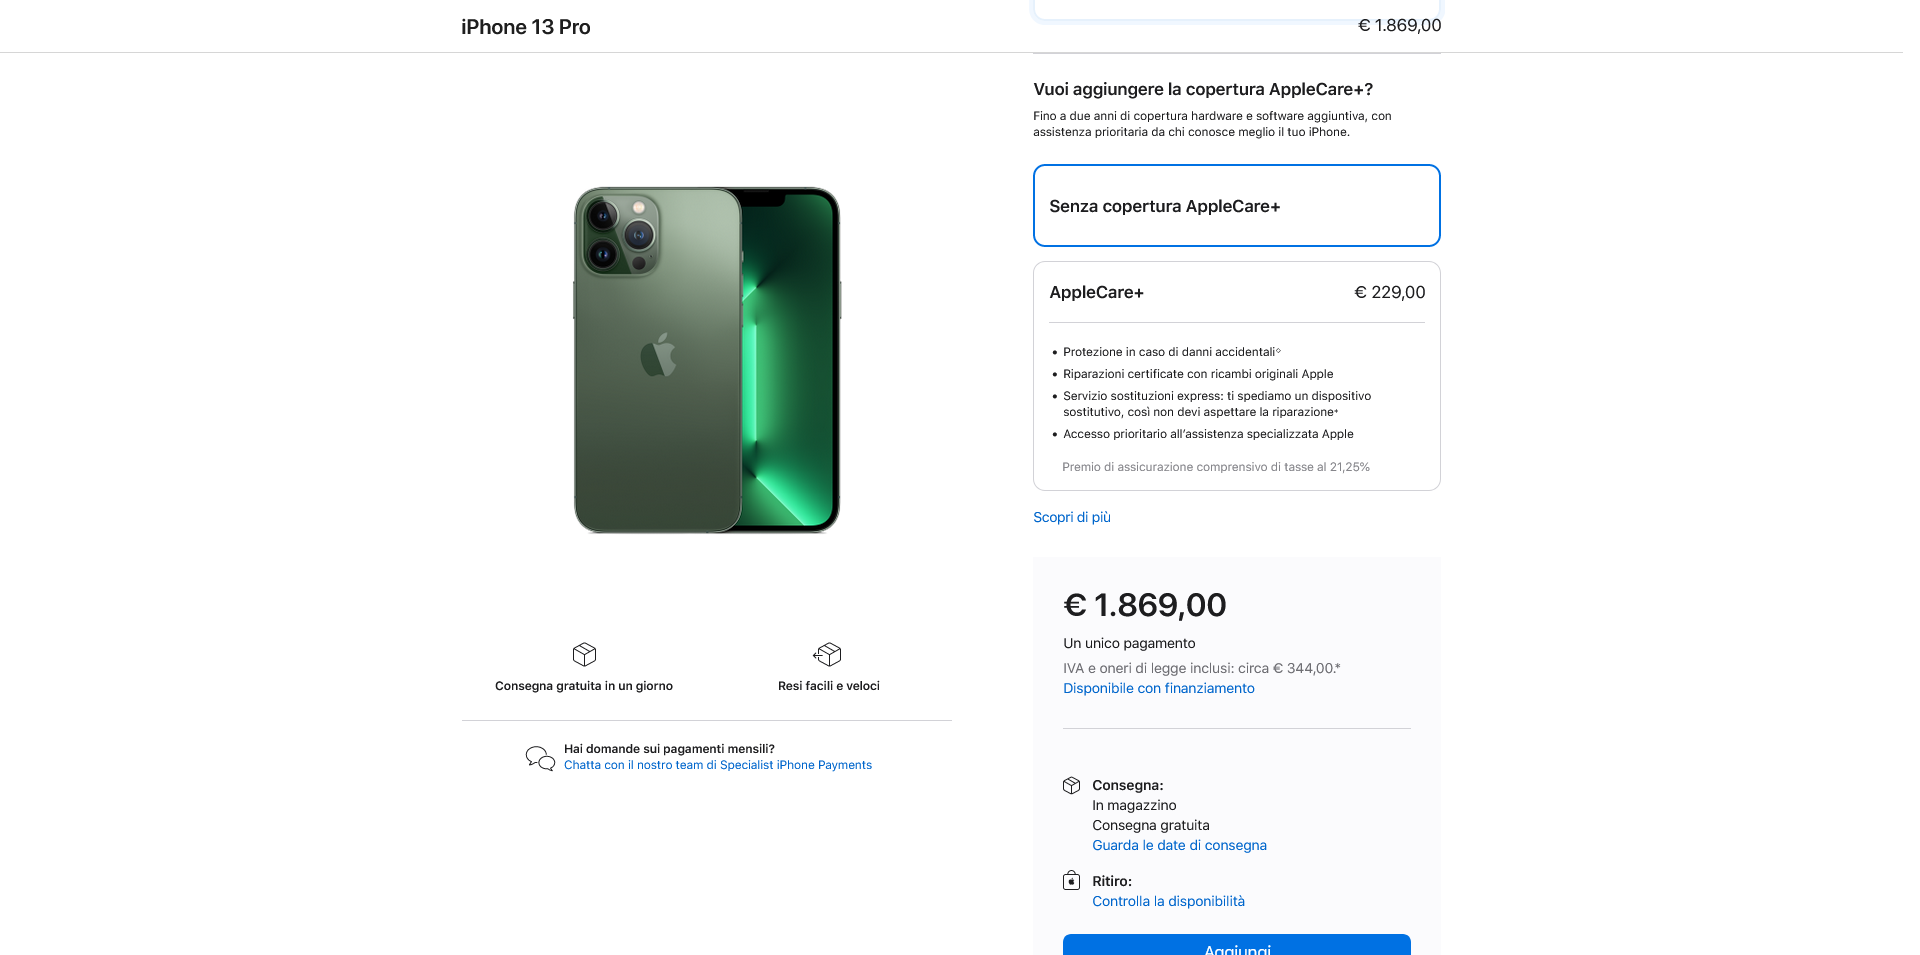 iPhone 13 Pro
€ 1.869,00
Vuoi aggiungere la copertura AppleCare+?
Fino a due anni di copertura hardware e software aggiuntiva, con
assistenza prioritaria da chi conosce meglio il tuo iPhone.
Senza copertura AppleCare+
AppleCare+
€ 229,00
• Protezione in caso di danni accidentali◊
• Riparazioni certificate con ricambi originali Apple
• Servizio sostituzioni express: ti spediamo un dispositivo
sostitutivo, così non devi aspettare la riparazione⁺
• Accesso prioritario all’assistenza specializzata Apple
Premio di assicurazione comprensivo di tasse al 21,25%
Scopri di più
€ 1.869,00
Un unico pagamento
IVA e oneri di legge inclusi: circa € 344,00.*
Disponibile con finanziamento
Consegna gratuita in un giorno
Resi facili e veloci
Hai domande sui pagamenti mensili?
Chatta con il nostro team di Specialist iPhone Payments
Consegna:
In magazzino
Consegna gratuita
Guarda le date di consegna
Ritiro:
Controlla la disponibilità
Aggiungi